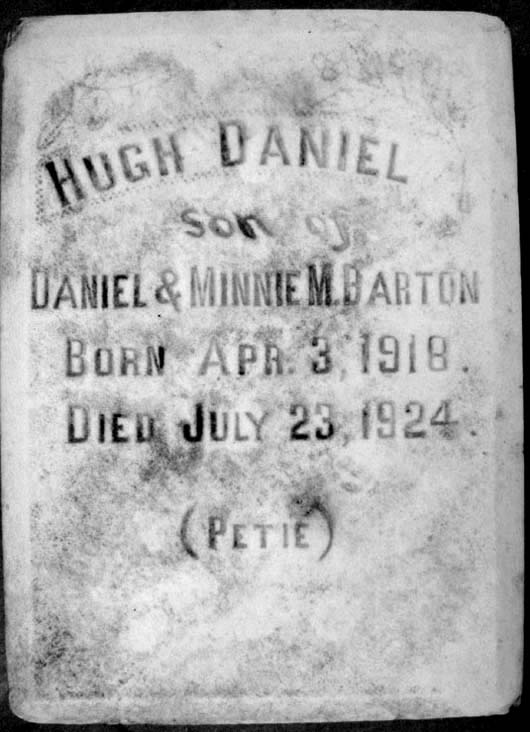 HUGH DANIEL
SON of
DANIEL & MINNIE M. BARTON
BORN APR. 3, 1918.
DIED JULY 23, 1924.
(PETIE)